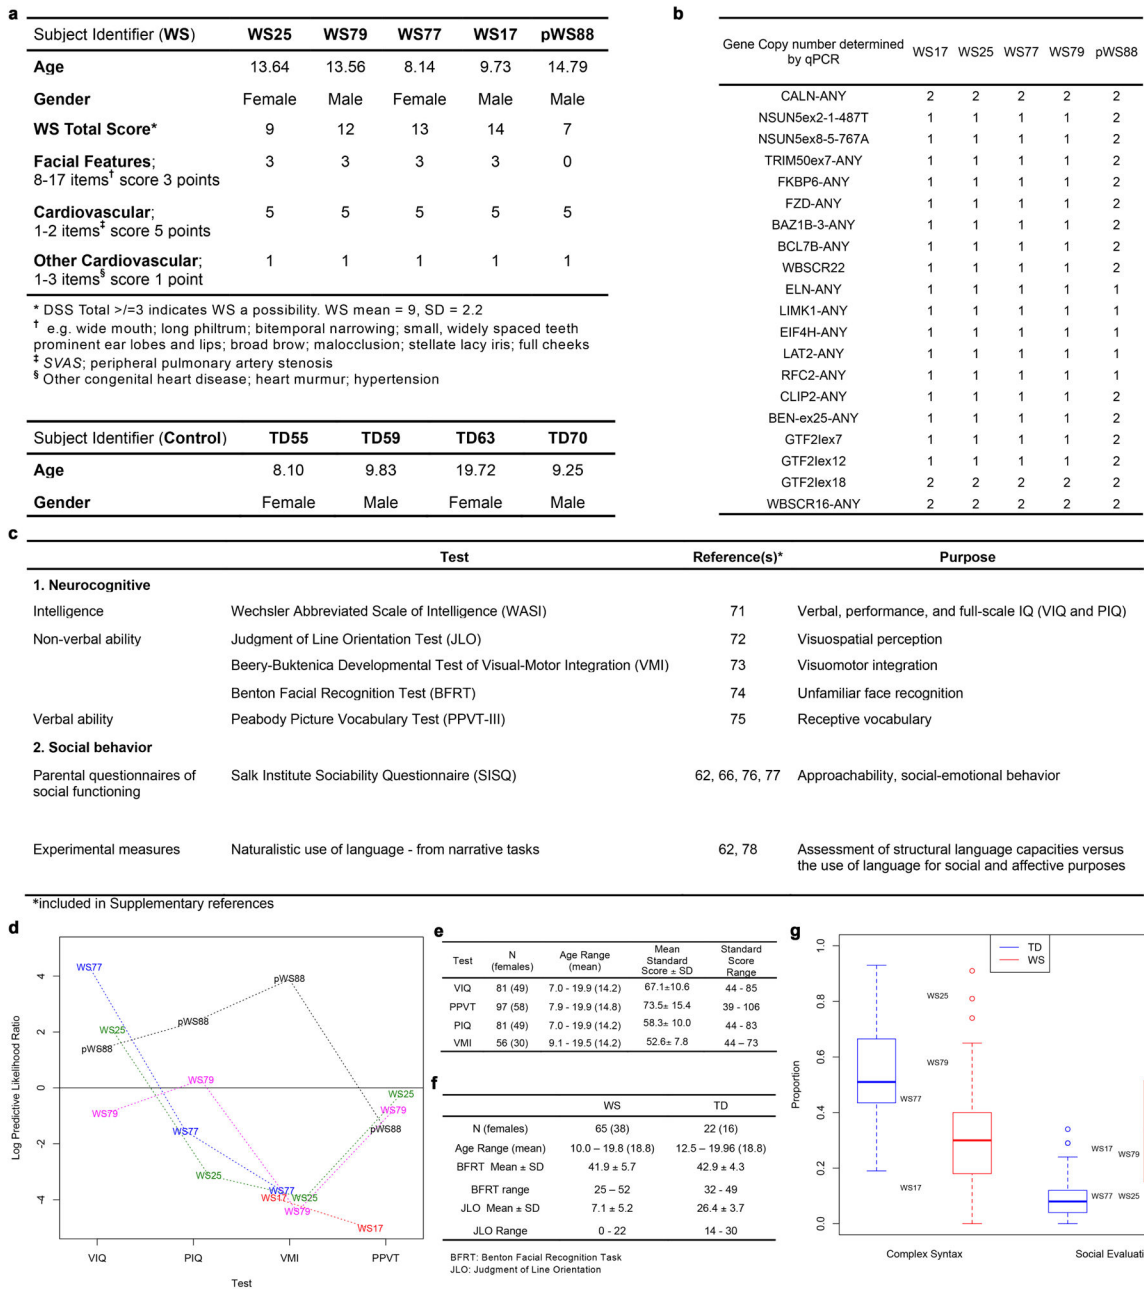 a
Subject Identifier (WS) WS25 WS79 WS77 WS17 pWS88
Age 13.64 13.56 8.14 9.73 14.79
Gender Female Male Female Male Male
WS Total Score* 9 12 13 14 7
Facial Features; 3 3 3 3 0
8-17 items† score 3 points
Cardiovascular; 5 5 5 5 5
1-2 items‡ score 5 points
Other Cardiovascular; 1 1 1 1 1
1-3 items§ score 1 point
* DSS Total >/=3 indicates WS a possibility. WS mean = 9, SD = 2.2
† e.g. wide mouth; long philtrum; bitemporal narrowing; small, widely spaced teeth
prominent ear lobes and lips; broad brow; malocclusion; stellate lacy iris; full cheeks
‡ SVAS; peripheral pulmonary artery stenosis
§ Other congenital heart disease; heart murmur; hypertension
Subject Identifier (Control) TD55 TD59 TD63 TD70
Age 8.10 9.83 19.72 9.25
Gender Female Male Female Male
b
Gene Copy number determined by qPCR WS17 WS25 WS77 WS79 pWS88
CALN-ANY 2 2 2 2 2
NSUN5ex2-1-487T 1 1 1 1 2
NSUN5ex8-5-767A 1 1 1 1 2
TRIM50ex7-ANY 1 1 1 1 2
FKBP6-ANY 1 1 1 1 2
FZD-ANY 1 1 1 1 2
BAZ1B-3-ANY 1 1 1 1 2
BCL7B-ANY 1 1 1 1 2
WBSCR22 1 1 1 1 2
ELN-ANY 1 1 1 1 1
LIMK1-ANY 1 1 1 1 1
EIF4H-ANY 1 1 1 1 1
LAT2-ANY 1 1 1 1 1
RFC2-ANY 1 1 1 1 1
CLIP2-ANY 1 1 1 1 2
BEN-ex25-ANY 1 1 1 1 2
GTF2Iex7 1 1 1 1 2
GTF2Iex12 1 1 1 1 2
GTF2Iex18 2 2 2 2 2
WBSCR16-ANY 2 2 2 2 2
c
Test Reference(s)* Purpose
1. Neurocognitive
Intelligence Wechsler Abbreviated Scale of Intelligence (WASI) 71 Verbal, performance, and full-scale IQ (VIQ and PIQ)
Non-verbal ability Judgment of Line Orientation Test (JLO) 72 Visuospatial perception
Beery-Buktenica Developmental Test of Visual-Motor Integration (VMI) 73 Visuomotor integration
Benton Facial Recognition Test (BFRT) 74 Unfamiliar face recognition
Verbal ability Peabody Picture Vocabulary Test (PPVT-III) 75 Receptive vocabulary
2. Social behavior
Parental questionnaires of Salk Institute Sociability Questionnaire (SISQ) 62, 66, 76, 77 Approachability, social-emotional behavior
social functioning
Experimental measures Naturalistic use of language - from narrative tasks 62, 78 Assessment of structural language capacities versus
the use of language for social and affective purposes
*included in Supplementary references
d
Log Predictive Likelihood Ratio
4
2
0
-2
-4
WS77
pWS88
WS25
pWS88
pWS88
WS79
WS79
WS25
WS79
WS77
pWS88
WS25
WS77
WS17
WS25
WS79
WS17
VIQ PIQ VMI PPVT
Test
e
Test N (females) Age Range (mean) Mean Standard Score ± SD Standard Score Range
VIQ 81 (49) 7.0 - 19.9 (14.2) 67.1±10.6 44 - 85
PPVT 97 (58) 7.9 - 19.9 (14.8) 73.5± 15.4 39 - 106
PIQ 81 (49) 7.0 - 19.9 (14.2) 58.3± 10.0 44 - 83
VMI 56 (30) 9.1 - 19.5 (14.2) 52.6± 7.8 44 – 73
f
WS TD
N (females) 65 (38) 22 (16)
Age Range (mean) 10.0 – 19.8 (18.8) 12.5 – 19.96 (18.8)
BFRT Mean ± SD 41.9 ± 5.7 42.9 ± 4.3
BFRT range 25 – 52 32 - 49
JLO Mean ± SD 7.1 ± 5.2 26.4 ± 3.7
JLO Range 0 - 22 14 - 30
BFRT: Benton Facial Recognition Task
JLO: Judgment of Line Orientation
g
TD
WS
Proportion
1.0
0.8
0.6
0.4
0.2
0.0
WS25
WS79
WS77
WS17
WS17
WS79
WS77
WS25
Complex Syntax Social Evaluati